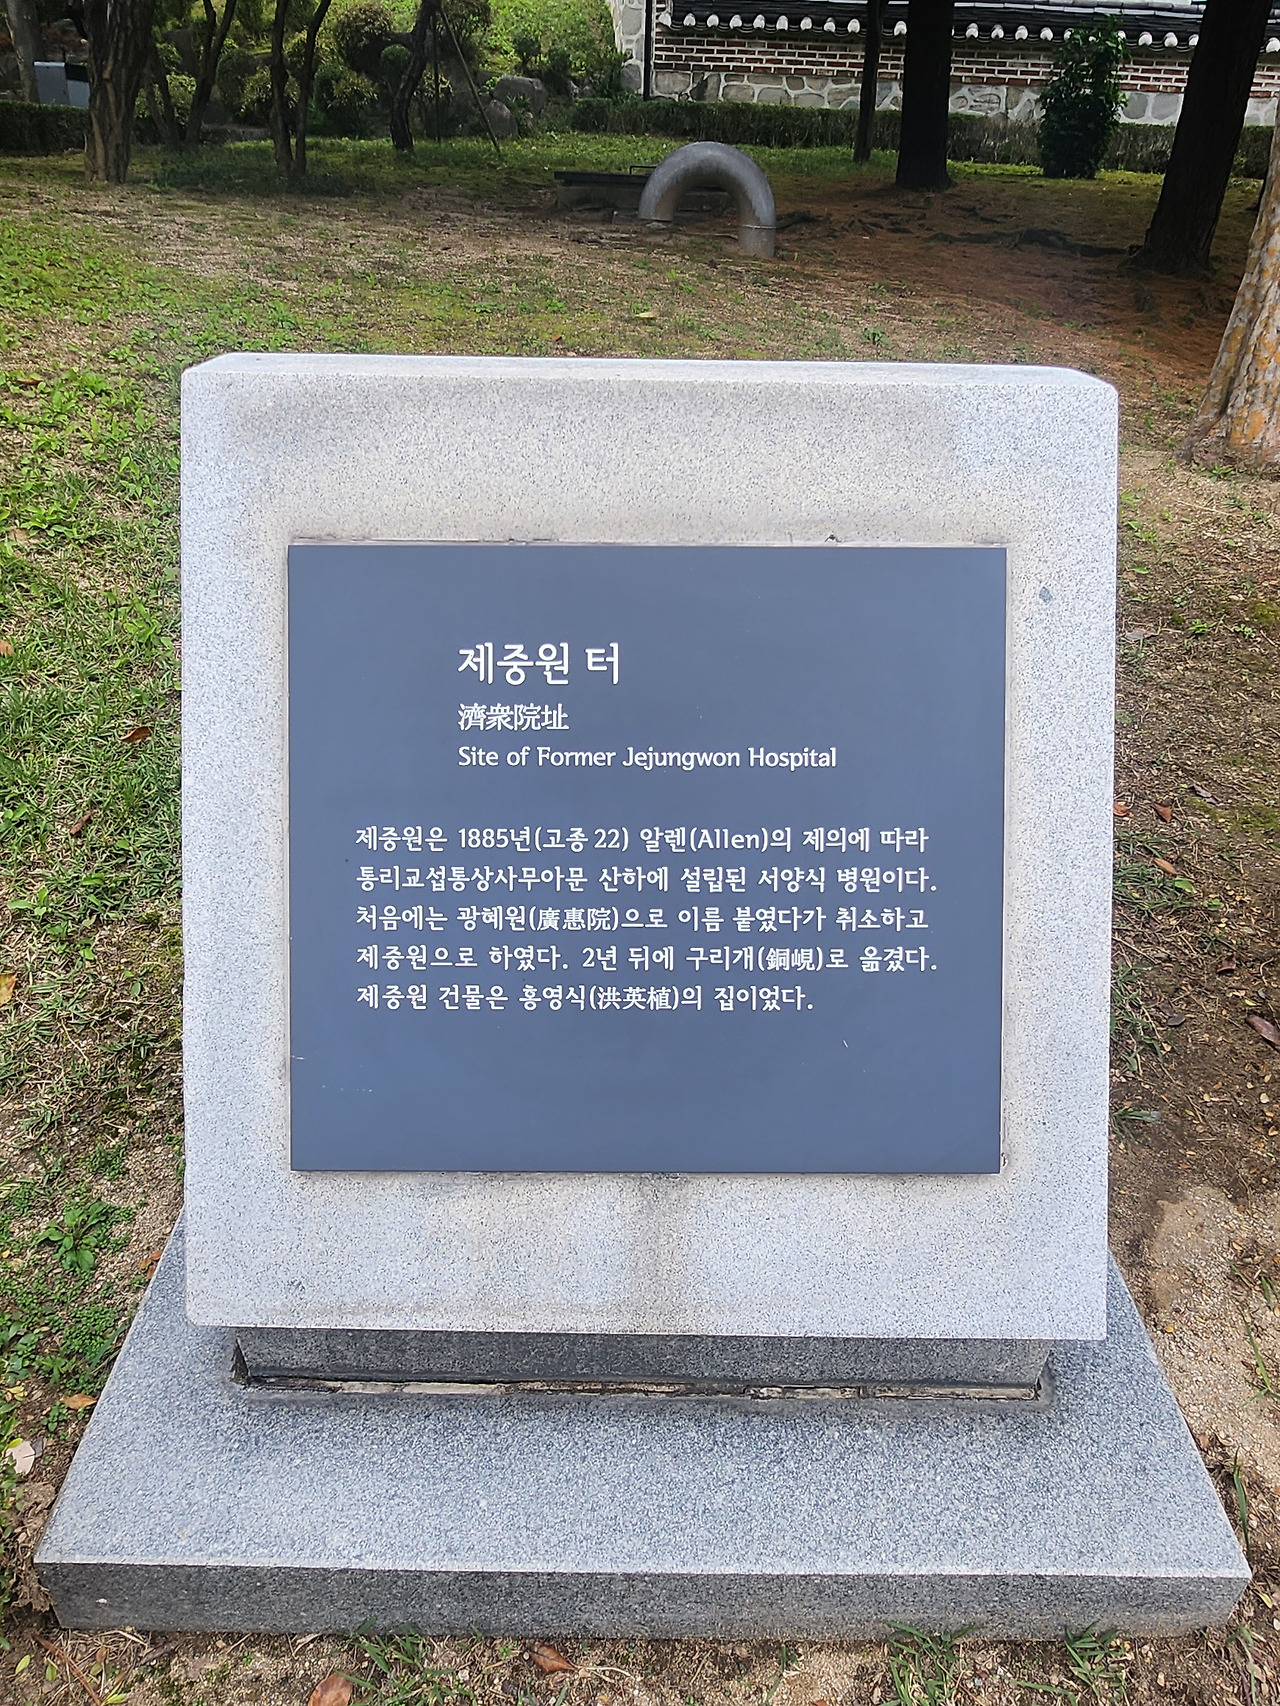 제중원 터
濟衆院址
Site of Former Jejungwon Hospital
제중원은 1885년(고종 22) 알렌(Allen)의 제의에 따라
통리교섭통상사무아문 산하에 설립된 서양식 병원이다.
처음에는 광혜원(廣惠院)으로 이름 붙였다가 취소하고
제중원으로 하였다. 2년 뒤에 구리개(銅峴)로 옮겼다.
제중원 건물은 홍영식(洪英植)의 집이었다.